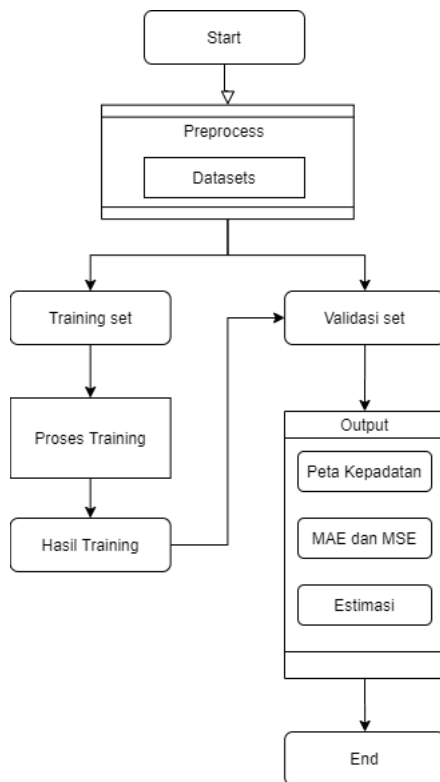 Start
Preprocess
Datasets
Training set
Validasi set
Proses Training
Hasil Training
Output
Peta Kepadatan
MAE dan MSE
Estimasi
End